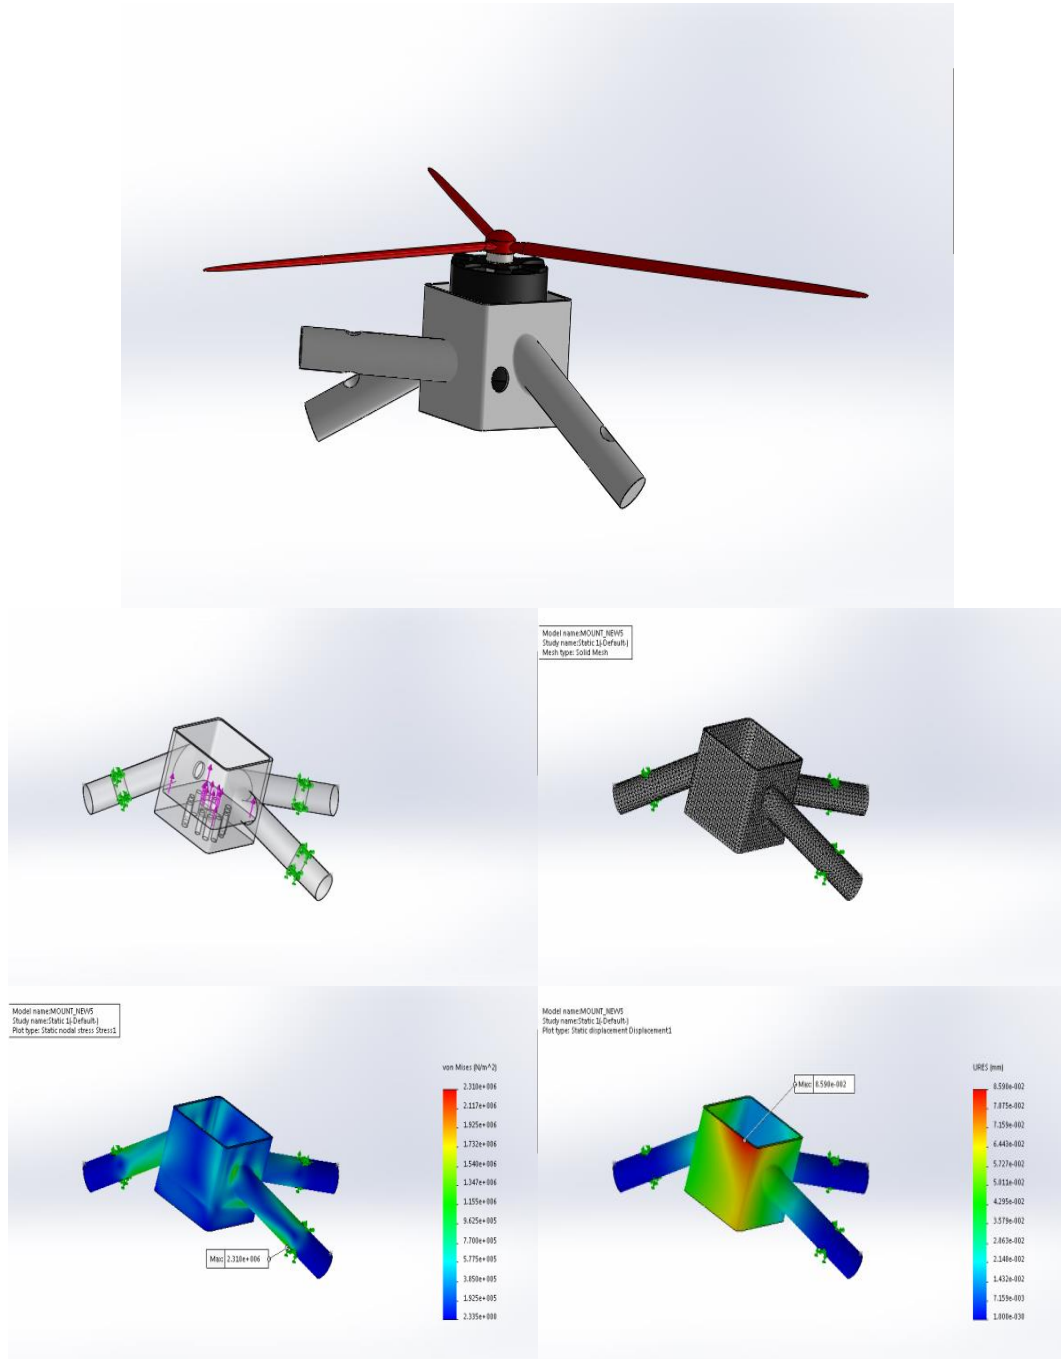 Model name:MOUNT_NEW5
Study name:Static 1(-Default-)
Mesh type: Solid Mesh
Model name:MOUNT_NEW5
Study name:Static 1(-Default-)
Plot type: Static nodal stress Stress1
von Mises (N/m^2)
2.310e+006
2.117e+006
1.925e+006
1.732e+006
1.540e+006
1.347e+006
1.155e+006
9.625e+005
7.700e+005
5.775e+005
3.850e+005
1.925e+005
2.335e+000
Max: 2.310e+006
Model name:MOUNT_NEW5
Study name:Static 1(-Default-)
Plot type: Static displacement Displacement1
Max: 8.590e-002
URES (mm)
8.590e-002
7.875e-002
7.159e-002
6.443e-002
5.727e-002
5.011e-002
4.295e-002
3.579e-002
2.863e-002
2.148e-002
1.432e-002
7.159e-003
1.000e-030